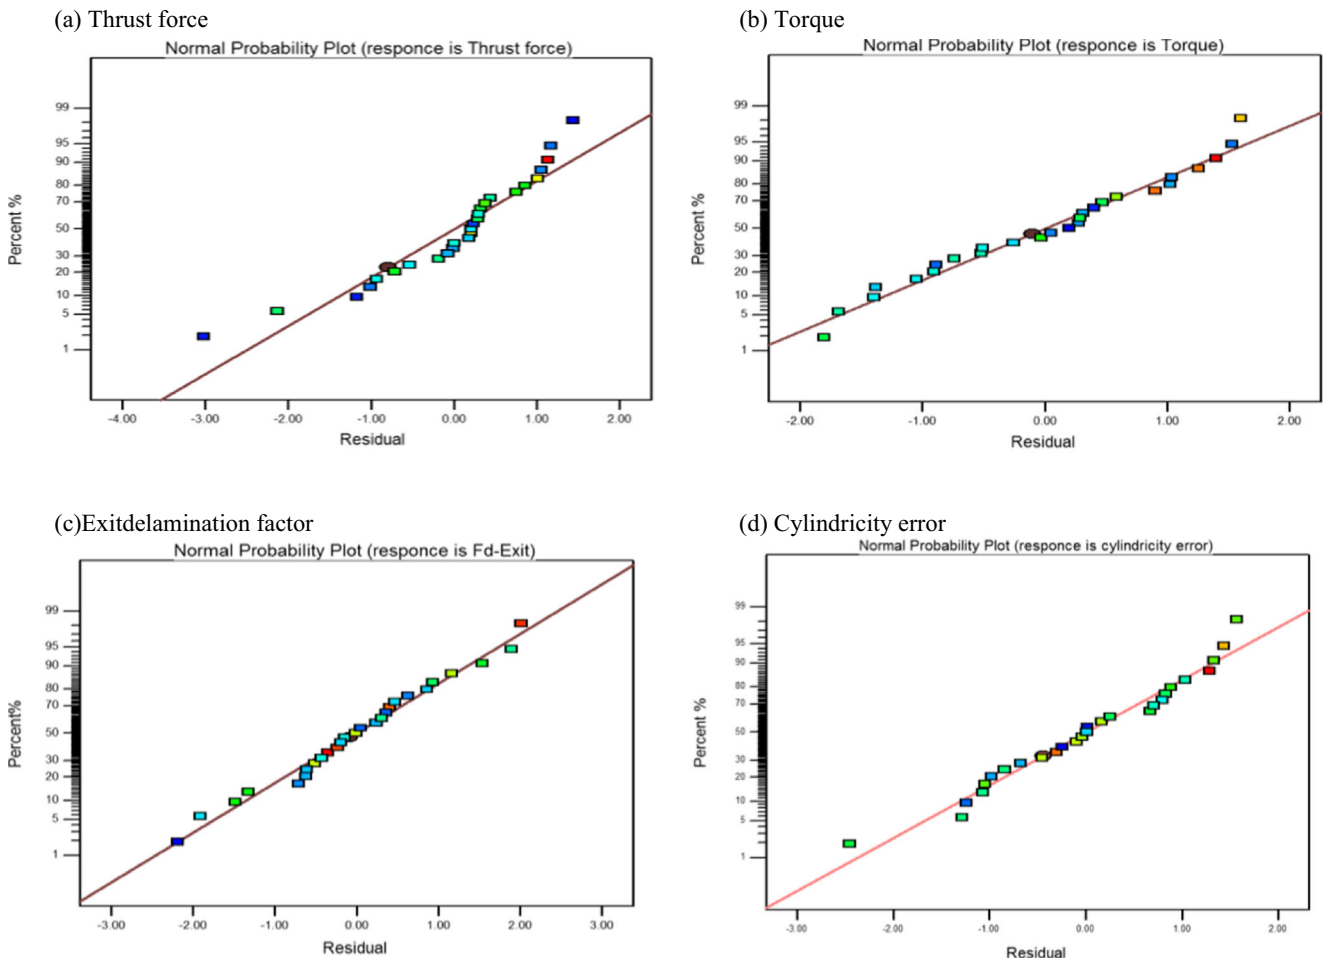 (a) Thrust force
Normal Probability Plot (responce is Thrust force)
99
95
90
80
70
50
30
20
10
5
1
Percent %
-4.00 -3.00 -2.00 -1.00 0.00 1.00 2.00
Residual
(b) Torque
Normal Probability Plot (responce is Torque)
99
95
90
80
70
50
30
20
10
5
1
Percent %
-2.00 -1.00 0.00 1.00 2.00
Residual
(c)Exitdelamination factor
Normal Probability Plot (responce is Fd-Exit)
99
95
90
80
70
50
30
20
10
5
1
Percent%
-3.00 -2.00 -1.00 0.00 1.00 2.00 3.00
Residual
(d) Cylindricity error
Normal Probability Plot (responce is cylindricity error)
99
95
90
80
70
50
30
20
10
5
1
Percent %
-3.00 -2.00 -1.00 0.00 1.00 2.00
Residual